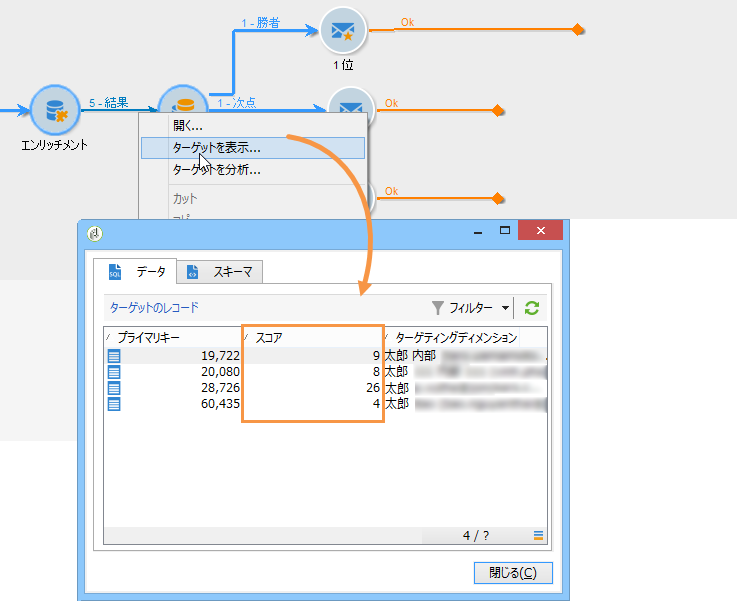 1 - 勝者
Ok
1 位
5 - 結果
1 - 次点
Ok
エンリッチメント
開く...
ターゲットを表示...
ターゲットを分析...
カット
Ok
データ
スキーマ
ターゲットのレコード
フィルター
プライマリキー スコア ターゲティングディメンション
19,722 9 太郎 内部
20,080 8 太郎
28,726 26 太郎
60,435 4 太郎
4 / ?
閉じる(C)